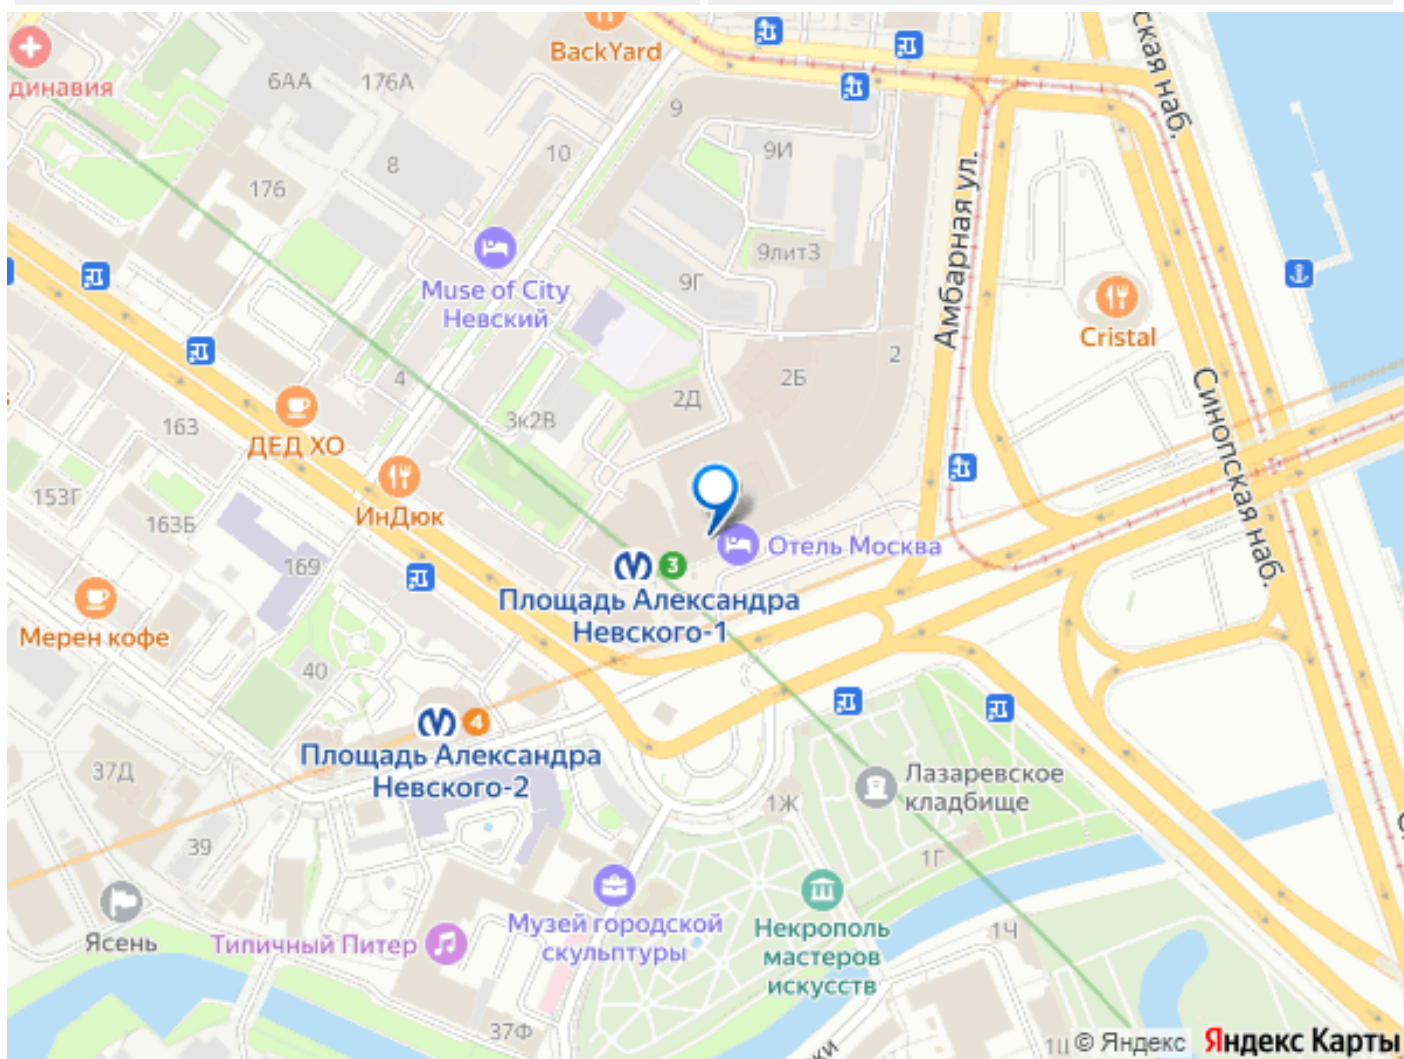 BackYard
ская наб.
динавия
6АА
176А
9
9И
8
10
176
Muse of City
Невский
9Г
9лит3
Амбарная ул.
Cristal
2
2Б
2Д
4
3к2В
163
ДЕД ХО
ИнДюк
153Г
163Б
169
Синопская наб.
Отель Москва
3
Площадь Александра
Невского-1
Мерен кофе
40
4
Площадь Александра
Невского-2
37Д
39
1Ж
Лазаревское
кладбище
1Г
Ясень
Типичный Питер
Музей городской
скульптуры
Некрополь
мастеров
искусств
1Ч
37Ф
ки
1Ц
© Яндекс
Яндекс Карты